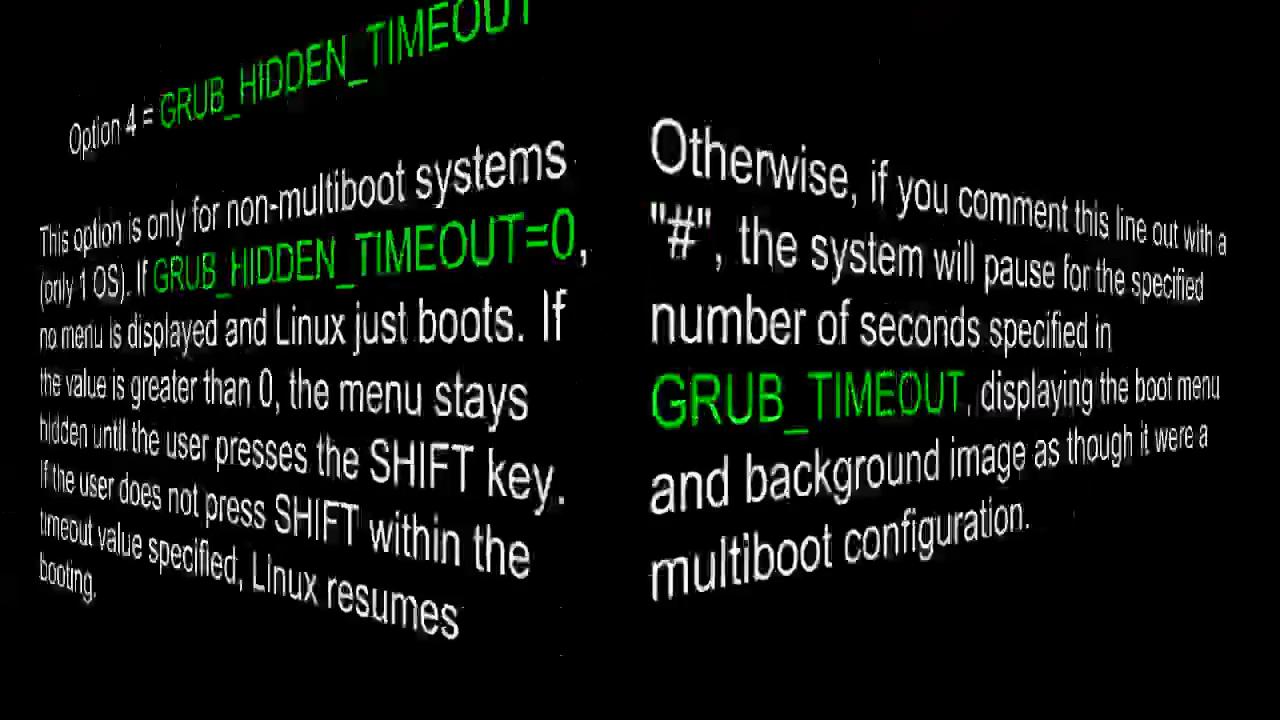 Option 4 = GRUB_HIDDEN_TIMEOUT
This option is only for non-multiboot systems
(only 1 OS). If GRUB_HIDDEN_TIMEOUT=0,
no menu is displayed and Linux just boots. If
the value is greater than 0, the menu stays
hidden until the user presses the SHIFT key.
If the user does not press SHIFT within the
timeout value specified, Linux resumes
booting.
Otherwise, if you comment this line out with a
"#", the system will pause for the specified
number of seconds specified in
GRUB_TIMEOUT, displaying the boot menu
and background image as though it were a
multiboot configuration.